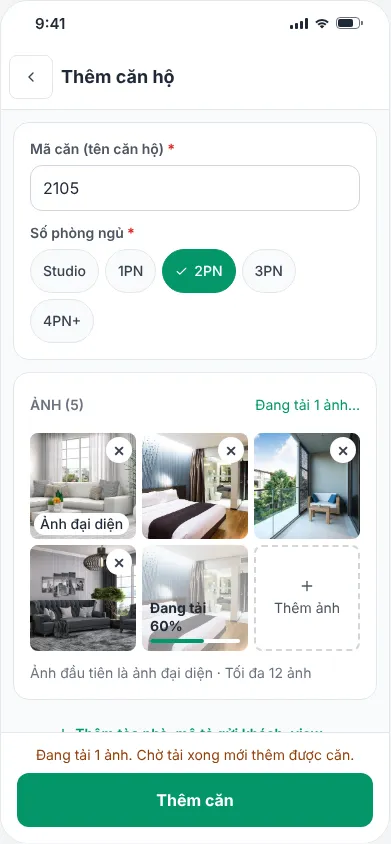 9:41
Thêm căn hộ
Mã căn (tên căn hộ) *
2105
Số phòng ngủ *
Studio
1PN
2PN
3PN
4PN+
ẢNH (5)
Đang tải 1 ảnh...
Ảnh đại diện
Đang tải
60%
Thêm ảnh
Ảnh đầu tiên là ảnh đại diện · Tối đa 12 ảnh
Đang tải 1 ảnh. Chờ tải xong mới thêm được căn.
Thêm căn